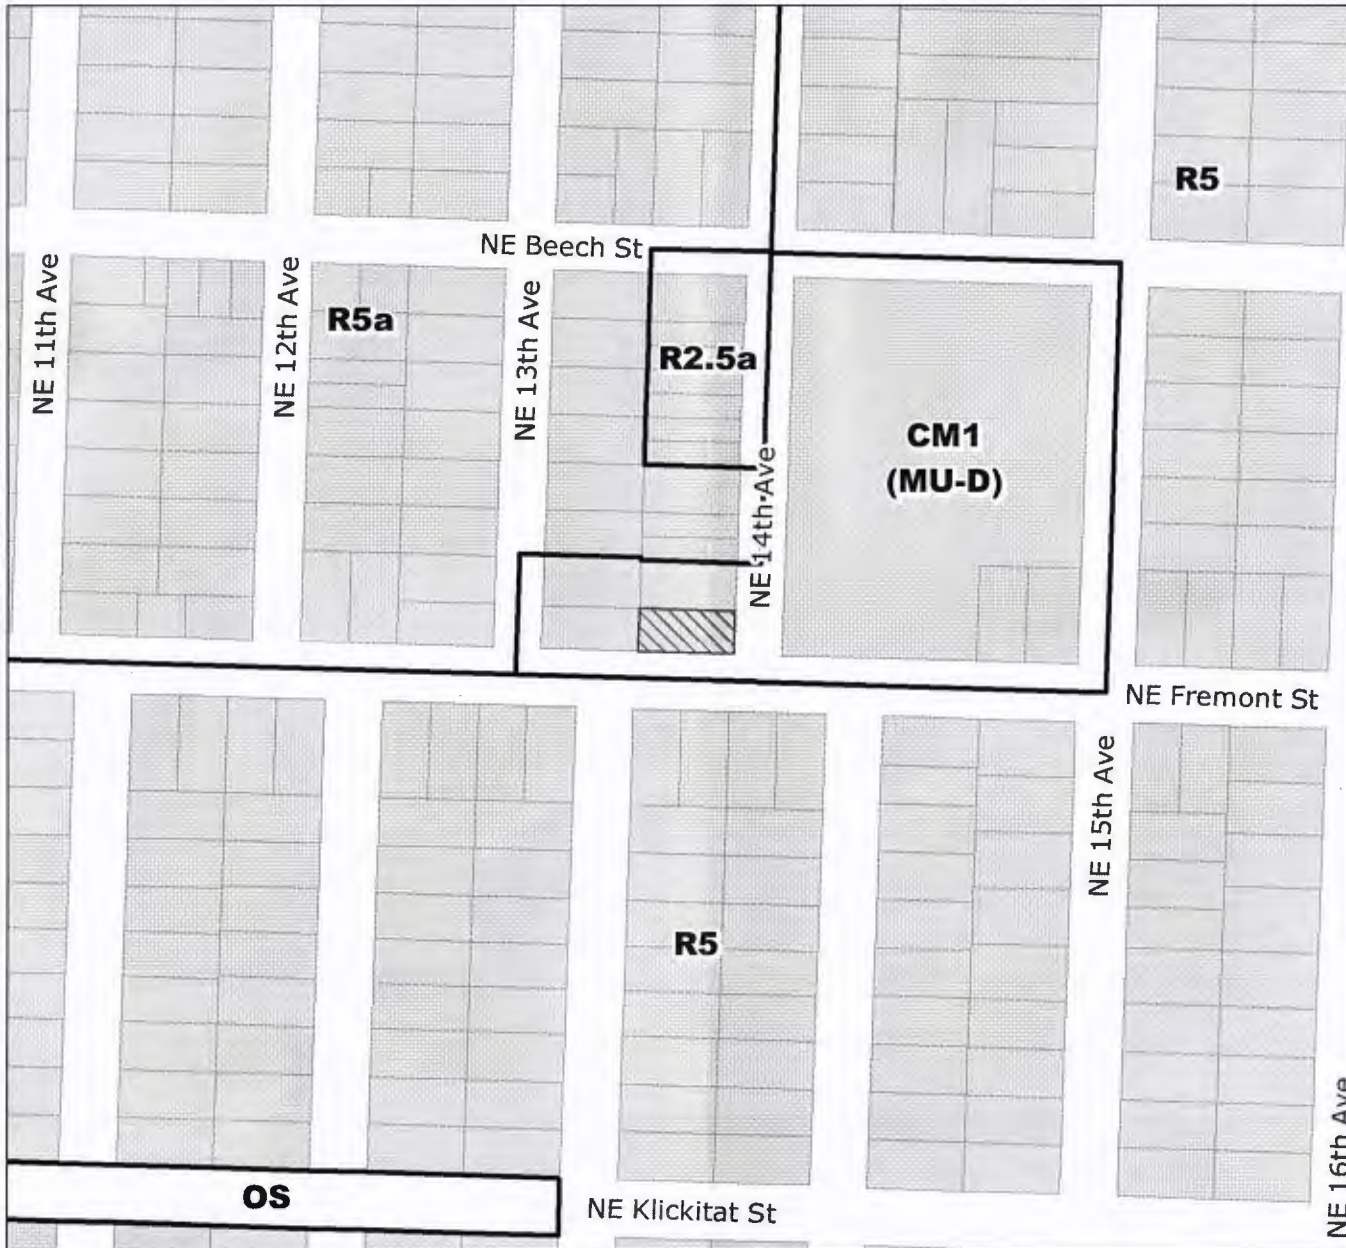 R5
NE Beech St
NE 11th Ave
NE 12th Ave
R5a
NE 13th Ave
R2.5a
NE 14th Ave
CM1
(MU-D)
NE Fremont St
NE 15th Ave
R5
NE 16th Ave
OS
NE Klickitat St